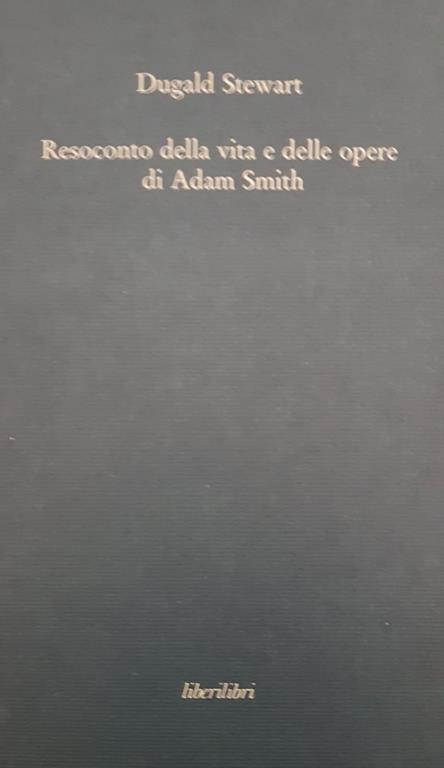 Dugald Stewart
Resoconto della vita e delle opere
di Adam Smith
liberilibri